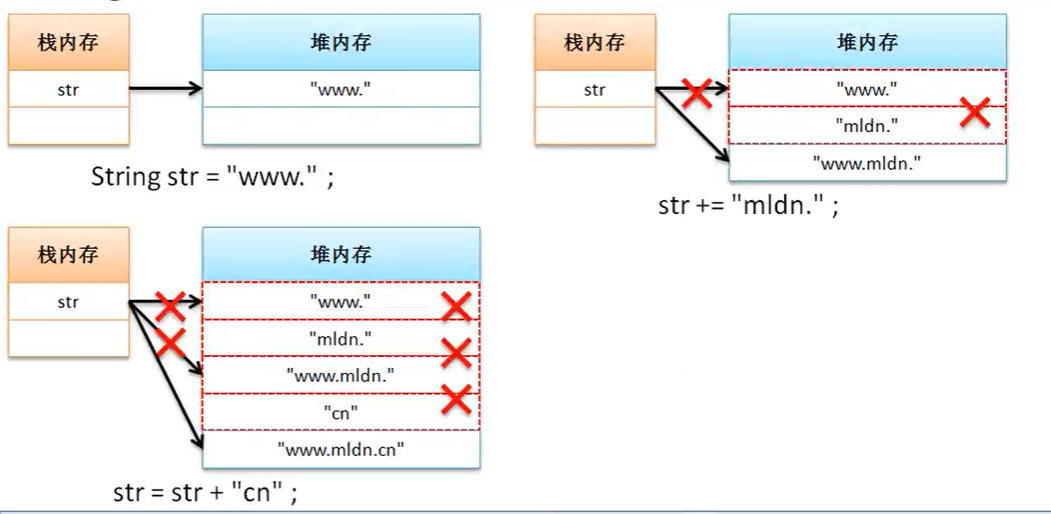 栈内存 堆内存
str "www."
String str = "www." ;
栈内存 堆内存
str "www."
"mldn."
"www.mldn."
str += "mldn." ;
栈内存 堆内存
str "www."
"mldn."
"www.mldn."
"cn"
"www.mldn.cn"
str = str + "cn" ;